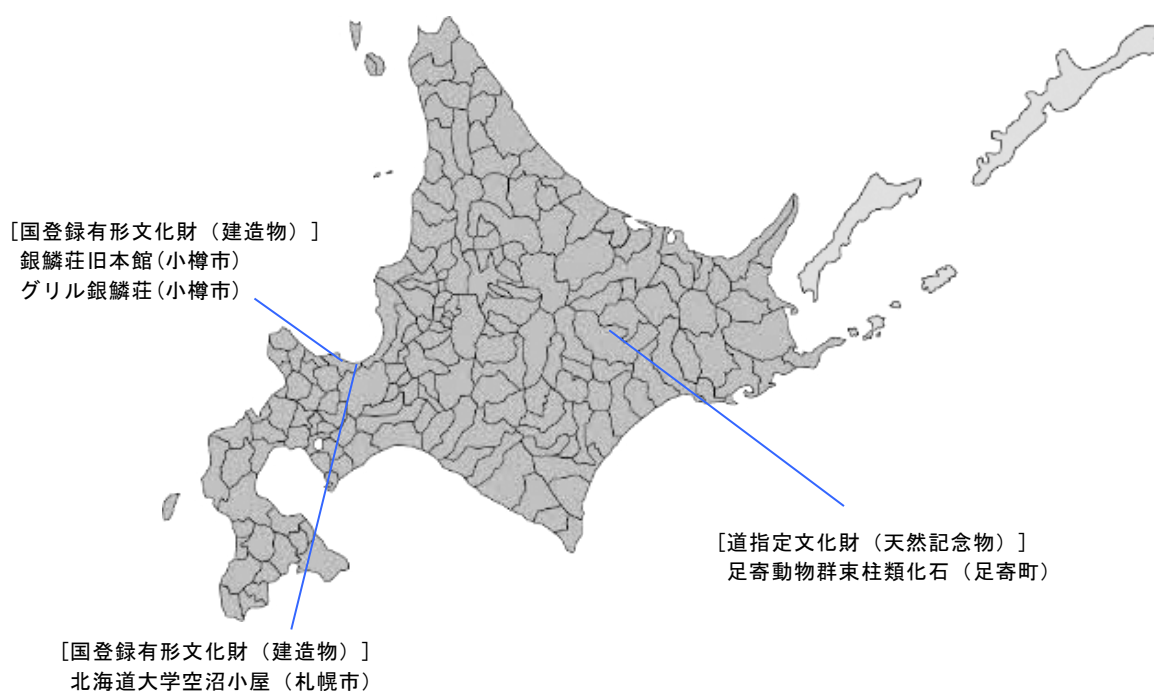 [国登録有形文化財（建造物）]
銀鱗荘旧本館(小樽市)
グリル銀鱗荘(小樽市)
[道指定文化財（天然記念物）]
足寄動物群束柱類化石（足寄町）
[国登録有形文化財（建造物）]
北海道大学空沼小屋（札幌市）